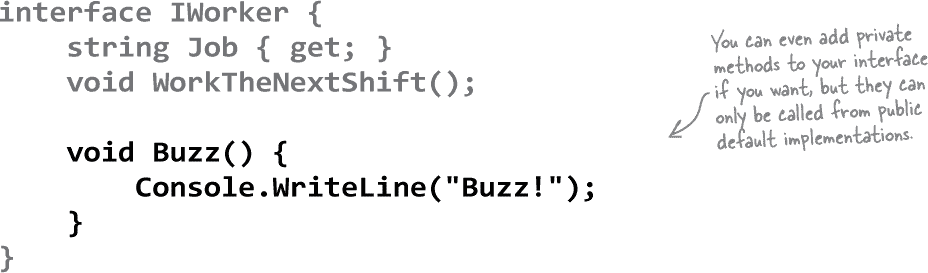 interface IWorker {
    string Job { get; }
    void WorkTheNextShift();

    void Buzz() {
        Console.WriteLine("Buzz!");
    }
}
You can even add private
methods to your interface
if you want, but they can
only be called from public
default implementations.